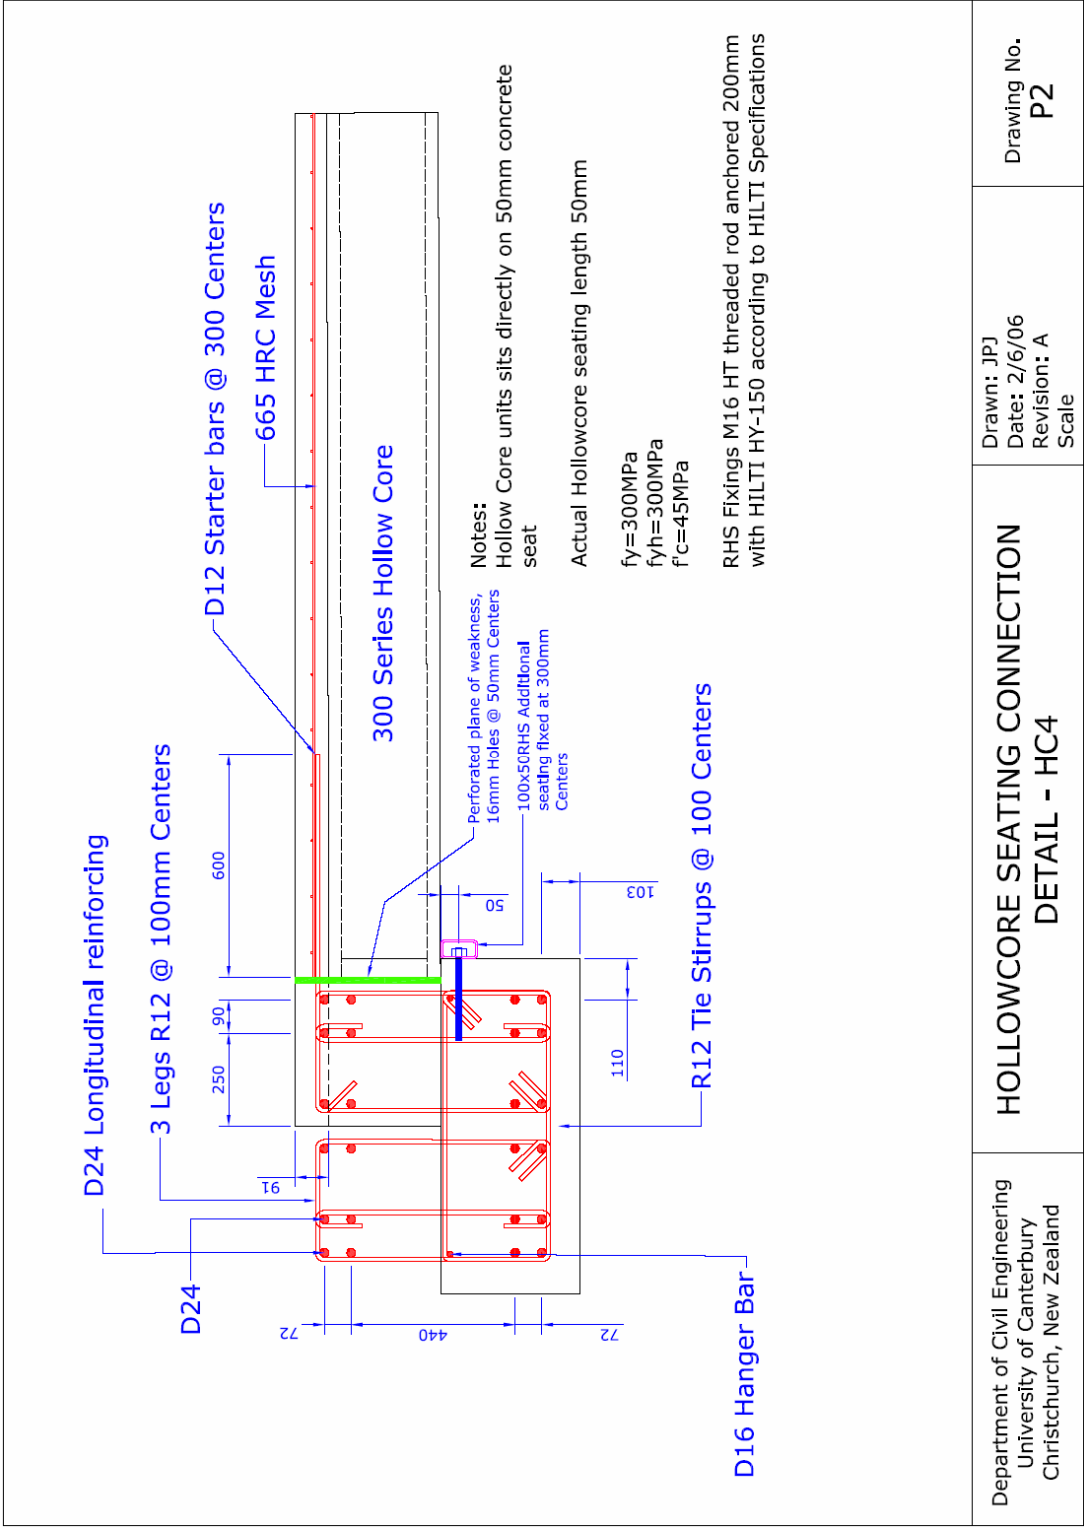 D24 Longitudinal reinforcing
3 Legs R12 @ 100mm Centers
D24
D12 Starter bars @ 300 Centers
665 HRC Mesh
91
250
90
600
300 Series Hollow Core
72
440
72
Perforated plane of weakness,
16mm Holes @ 50mm Centers
100x50RHS Additional
seating fixed at 300mm
Centers
50
103
110
R12 Tie Stirrups @ 100 Centers
D16 Hanger Bar
Notes:
Hollow Core units sits directly on 50mm concrete
seat
Actual Hollowcore seating length 50mm
fy=300MPa
fyh=300MPa
f'c=45MPa
RHS Fixings M16 HT threaded rod anchored 200mm
with HILTI HY-150 according to HILTI Specifications
Department of Civil Engineering
University of Canterbury
Christchurch, New Zealand
HOLLOWCORE SEATING CONNECTION
DETAIL - HC4
Drawn: JPJ
Date: 2/6/06
Revision: A
Scale
Drawing No.
P2